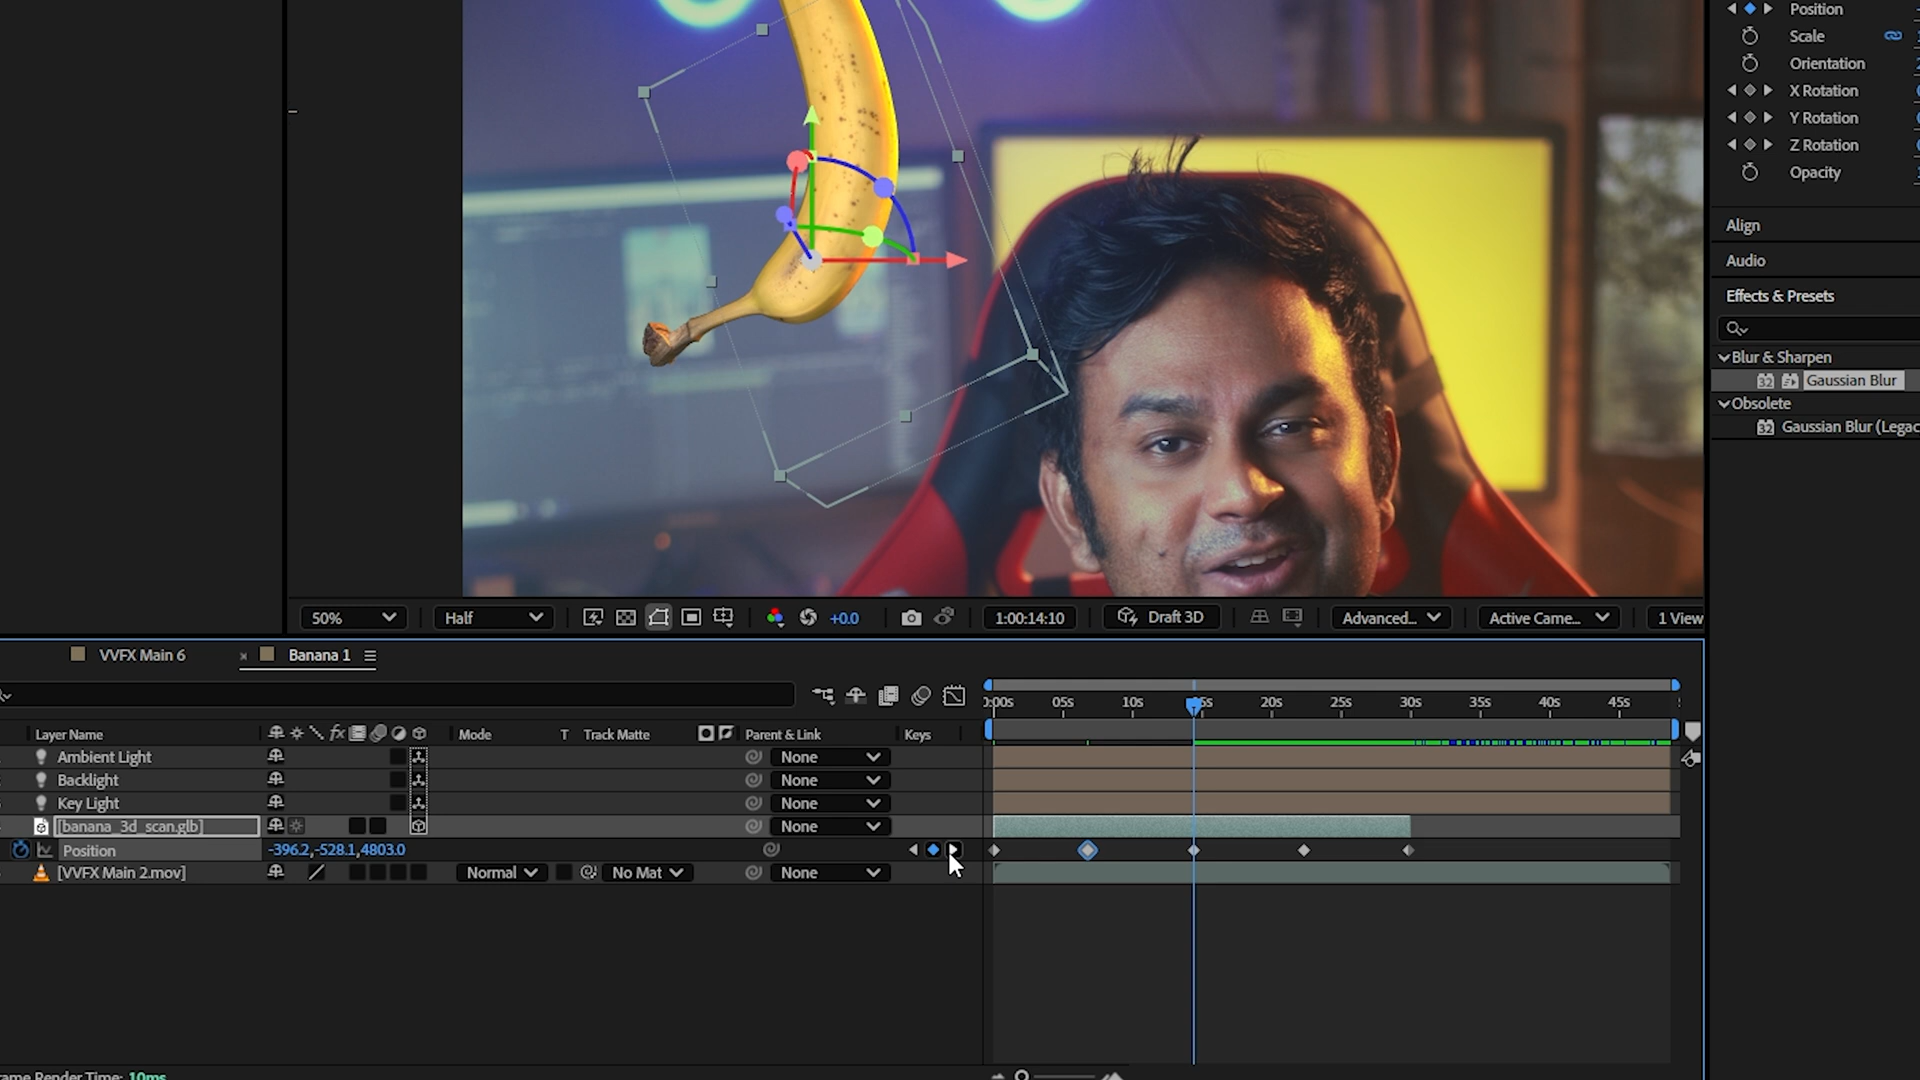 Position
Scale
Orientation
X Rotation
Y Rotation
Z Rotation
Opacity
Align
Audio
Effects & Presets
Blur & Sharpen
32 Gaussian Blur
Obsolete
32 Gaussian Blur (Legac
50% Half +0.0 1:00:14:10 Draft 3D Advanced... Active Came... 1 View
VVFX Main 6 × Banana 1
0:00s 05s 10s 20s 25s 30s 35s 40s 45s
Layer Name fx Mode T Track Matte Parent & Link Keys
Ambient Light None
Backlight None
Key Light None
[banana_3d_scan.glb] None
Position -396.2,-528.1,4803.0
[VVFX Main 2.mov] Normal No Mat None
ame Render Time: 10ms